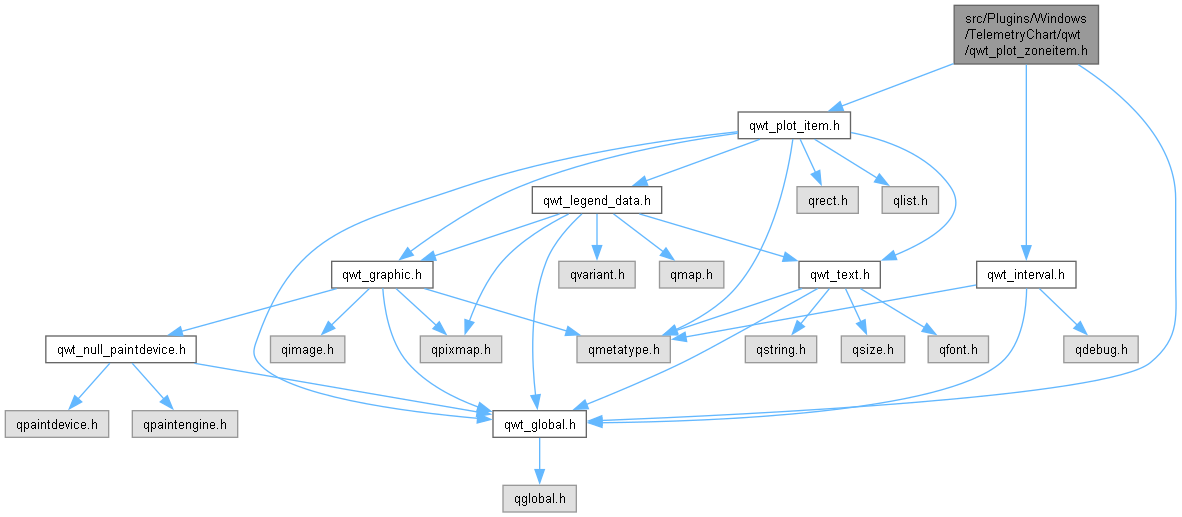 src/Plugins/Windows
/TelemetryChart/qwt
/qwt_plot_zoneitem.h
qwt_plot_item.h
qwt_legend_data.h
qrect.h
qlist.h
qwt_graphic.h
qvariant.h
qmap.h
qwt_text.h
qwt_interval.h
qwt_null_paintdevice.h
qimage.h
qpixmap.h
qmetatype.h
qstring.h
qsize.h
qfont.h
qdebug.h
qpaintdevice.h
qpaintengine.h
qwt_global.h
qglobal.h